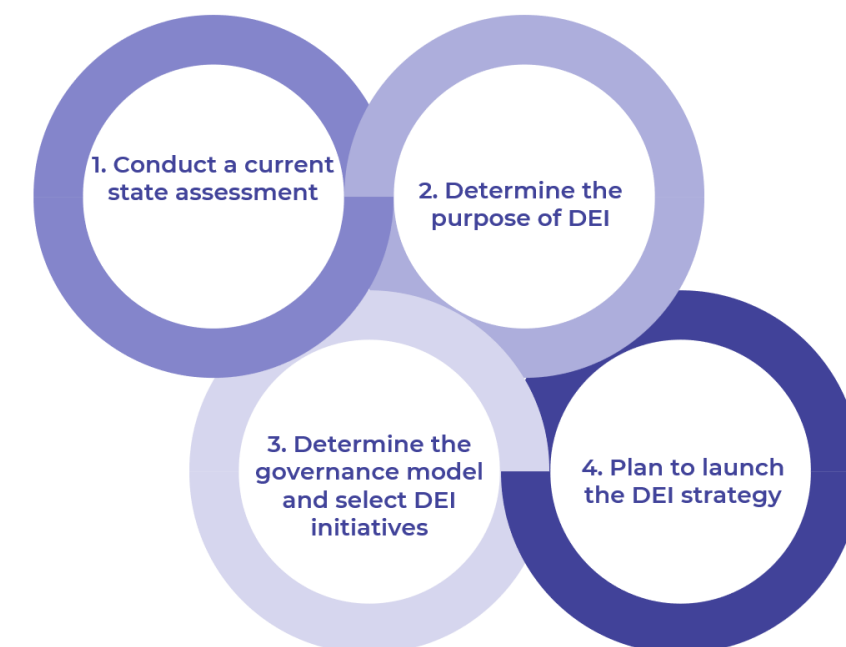 1. Conduct a current
state assessment
2. Determine the
purpose of DEI
3. Determine the
governance model
and select DEI
initiatives
4. Plan to launch
the DEI strategy